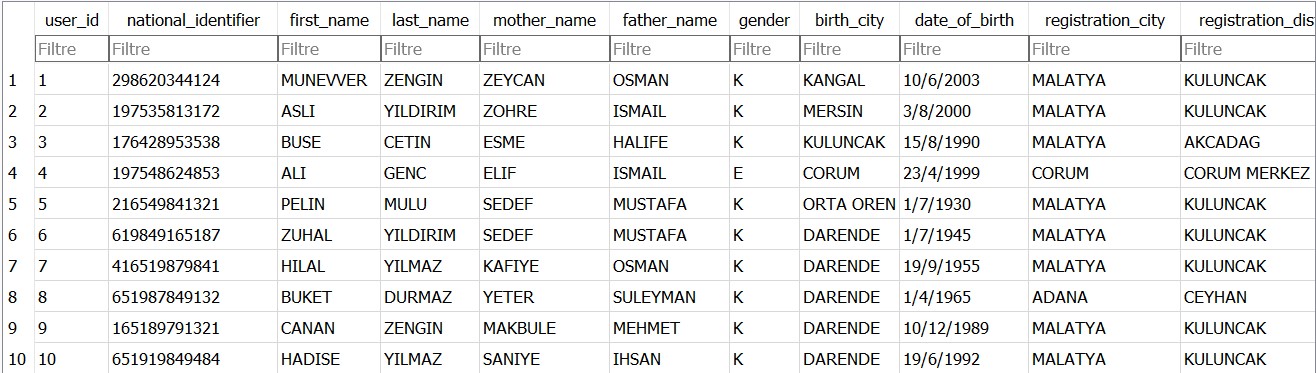 user_id national_identifier first_name last_name mother_name father_name gender birth_city date_of_birth registration_city registration_dis
Filtre Filtre Filtre Filtre Filtre Filtre Filtre Filtre Filtre Filtre Filtre
1 1 298620344124 MUNEVVER ZENGIN ZEYCAN OSMAN K KANGAL 10/6/2003 MALATYA KULUNCAK
2 2 197535813172 ASLI YILDIRIM ZOHRE ISMAIL K MERSIN 3/8/2000 MALATYA KULUNCAK
3 3 176428953538 BUSE CETIN ESME HALIFE K KULUNCAK 15/8/1990 MALATYA AKCADAG
4 4 197548624853 ALI GENC ELIF ISMAIL E CORUM 23/4/1999 CORUM CORUM MERKEZ
5 5 216549841321 PELIN MULU SEDEF MUSTAFA K ORTA OREN 1/7/1930 MALATYA KULUNCAK
6 6 619849165187 ZUHAL YILDIRIM SEDEF MUSTAFA K DARENDE 1/7/1945 MALATYA KULUNCAK
7 7 416519879841 HILAL YILMAZ KAFIYE OSMAN K DARENDE 19/9/1955 MALATYA KULUNCAK
8 8 651987849132 BUKET DURMAZ YETER SULEYMAN K DARENDE 1/4/1965 ADANA CEYHAN
9 9 165189791321 CANAN ZENGIN MAKBULE MEHMET K DARENDE 10/12/1989 MALATYA KULUNCAK
10 10 651919849484 HADISE YILMAZ SANIYE IHSAN K DARENDE 19/6/1992 MALATYA KULUNCAK